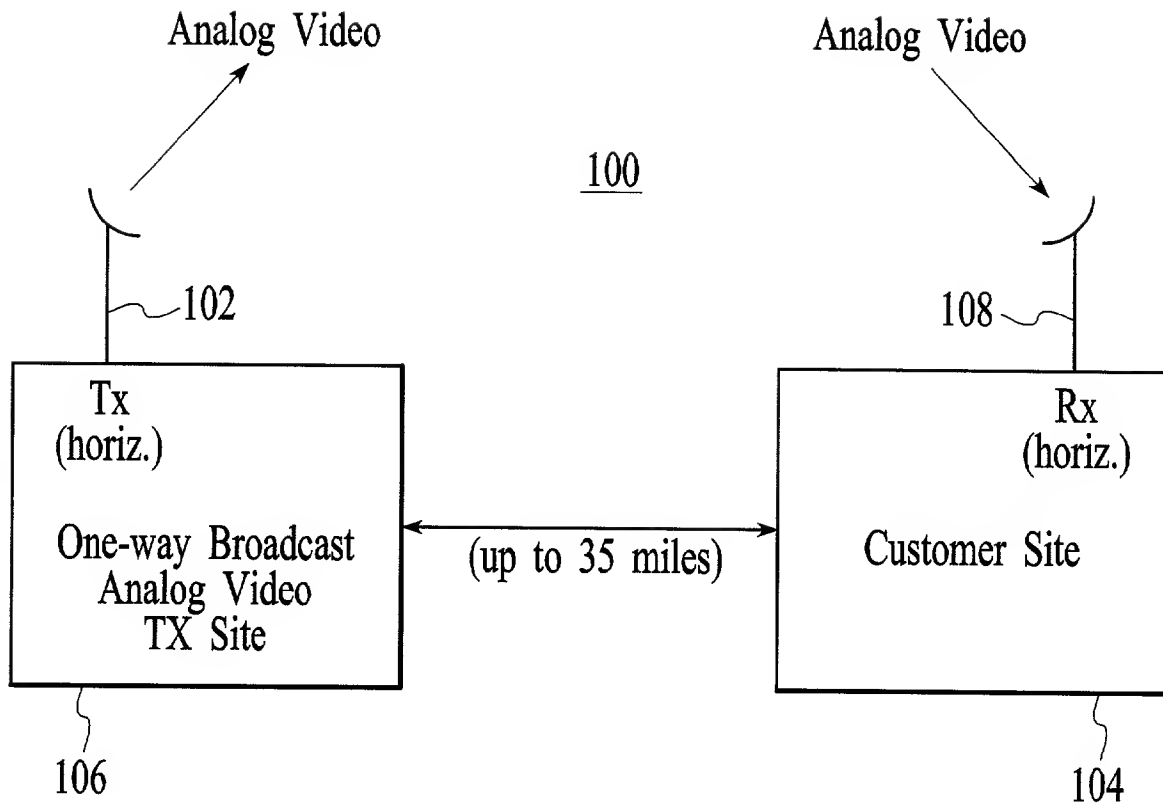 Analog Video
Analog Video
100
102
108
Tx
(horiz.)
Rx
(horiz.)
One-way Broadcast
Analog Video
TX Site
(up to 35 miles)
Customer Site
106
104